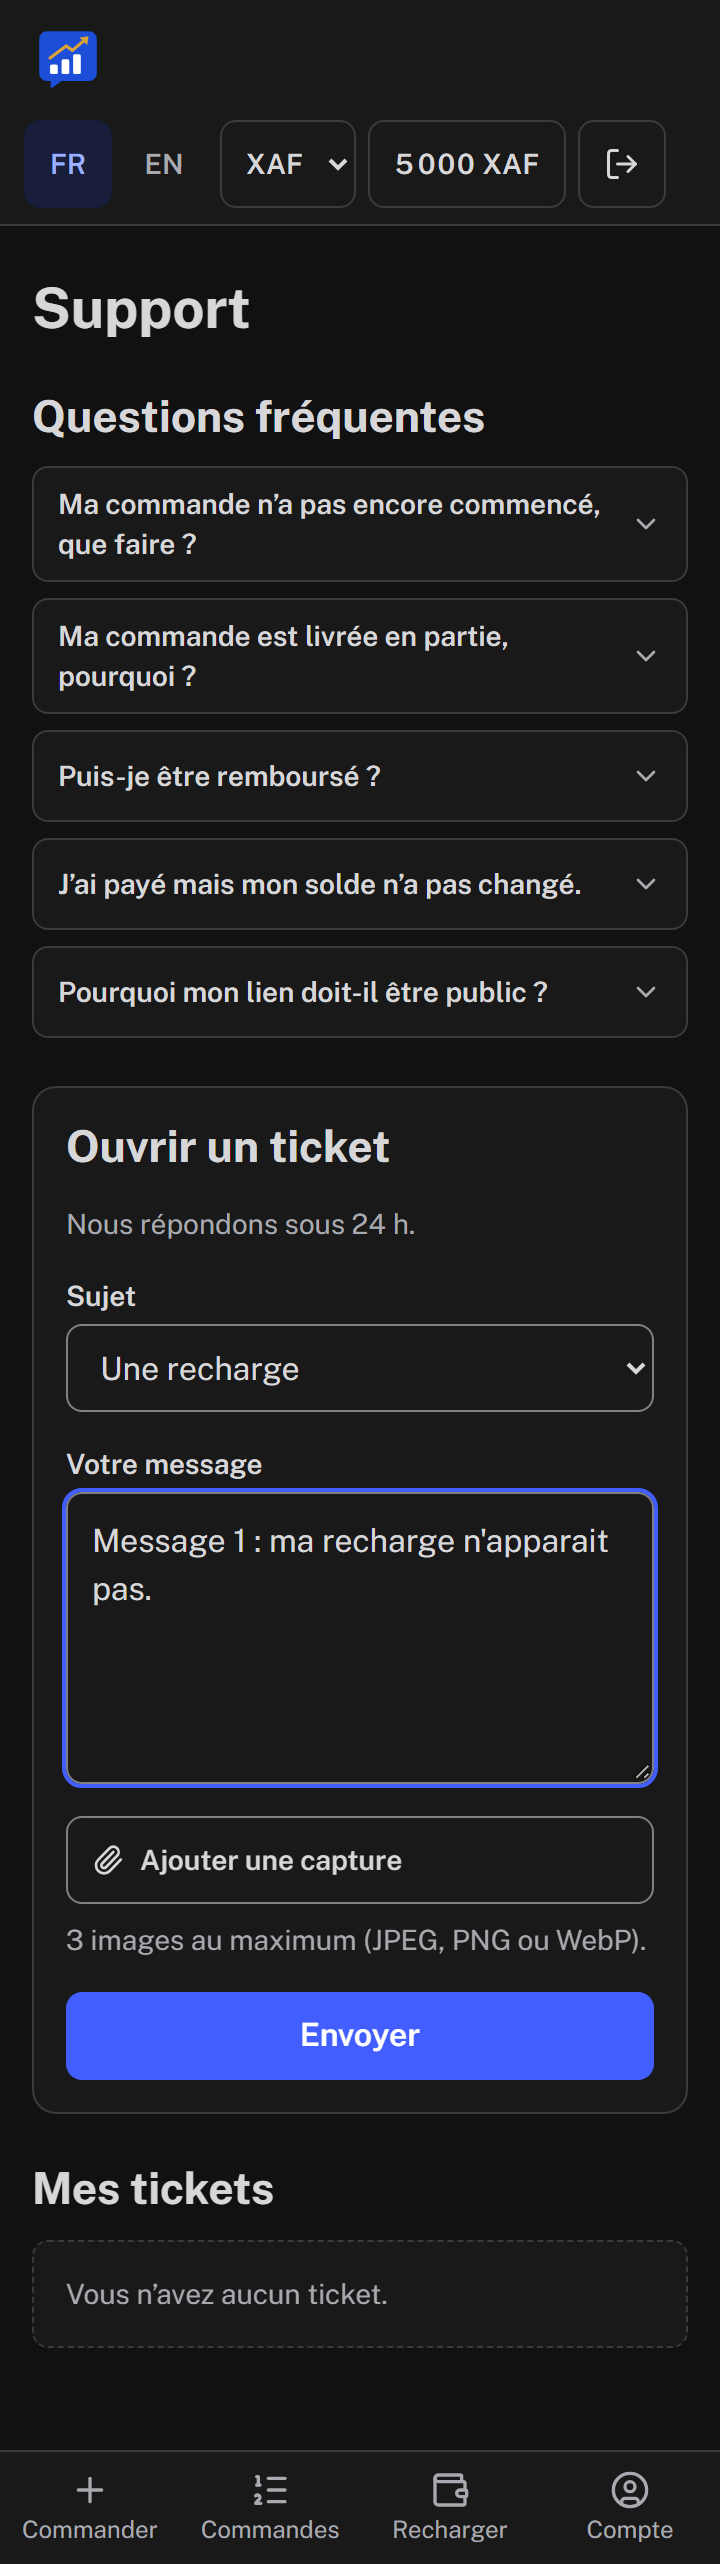 FR
EN
XAF
5 000 XAF
Support
Questions fréquentes
Ma commande n’a pas encore commencé,
que faire ?
Ma commande est livrée en partie,
pourquoi ?
Puis-je être remboursé ?
J’ai payé mais mon solde n’a pas changé.
Pourquoi mon lien doit-il être public ?
Ouvrir un ticket
Nous répondons sous 24 h.
Sujet
Une recharge
Votre message
Message 1 : ma recharge n'apparait
pas.
Ajouter une capture
3 images au maximum (JPEG, PNG ou WebP).
Envoyer
Mes tickets
Vous n’avez aucun ticket.
Commander
Commandes
Recharger
Compte